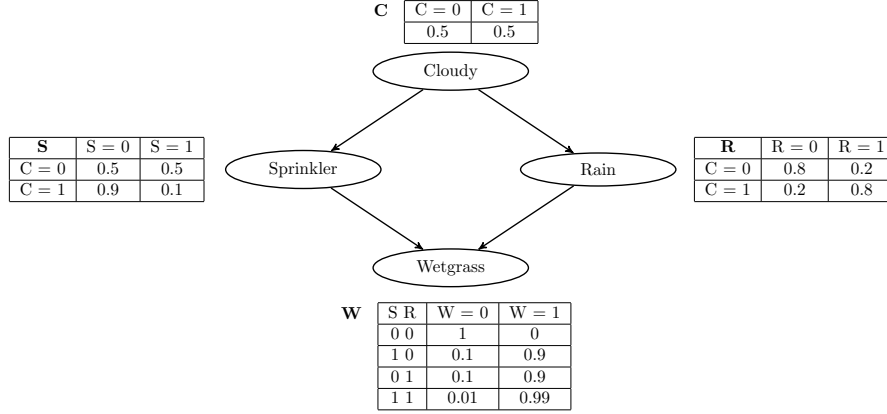 C C = 0 C = 1
0.5 0.5
Cloudy
S S = 0 S = 1
C = 0 0.5 0.5
C = 1 0.9 0.1
Sprinkler
Rain
R R = 0 R = 1
C = 0 0.8 0.2
C = 1 0.2 0.8
Wetgrass
W S R W = 0 W = 1
0 0 1 0
1 0 0.1 0.9
0 1 0.1 0.9
1 1 0.01 0.99